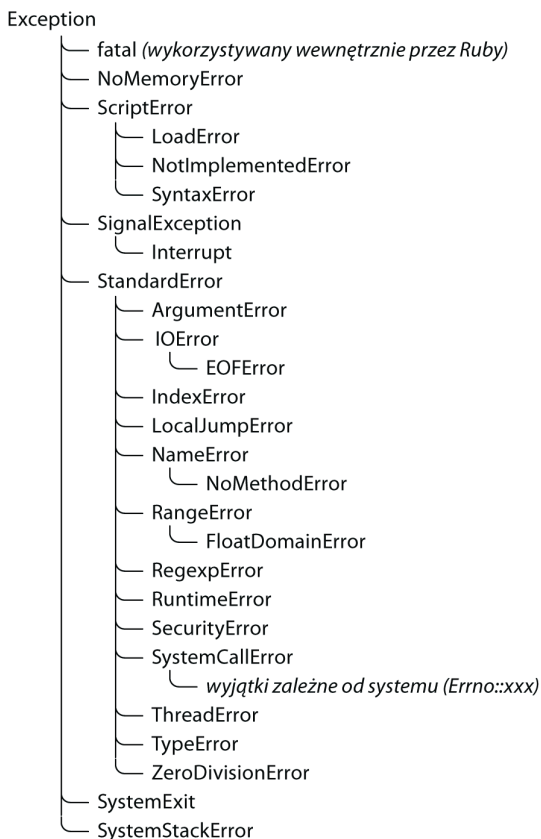 Exception
fatal (wykorzystywany wewnętrznie przez Ruby)
NoMemoryError
ScriptError
LoadError
NotImplementedError
SyntaxError
SignalException
Interrupt
StandardError
ArgumentError
IOError
EOFError
IndexError
LocalJumpError
NameError
NoMethodError
RangeError
FloatDomainError
RegexpError
RuntimeError
SecurityError
SystemCallError
wyjątki zależne od systemu (Errno::xxx)
ThreadError
TypeError
ZeroDivisionError
SystemExit
SystemStackError